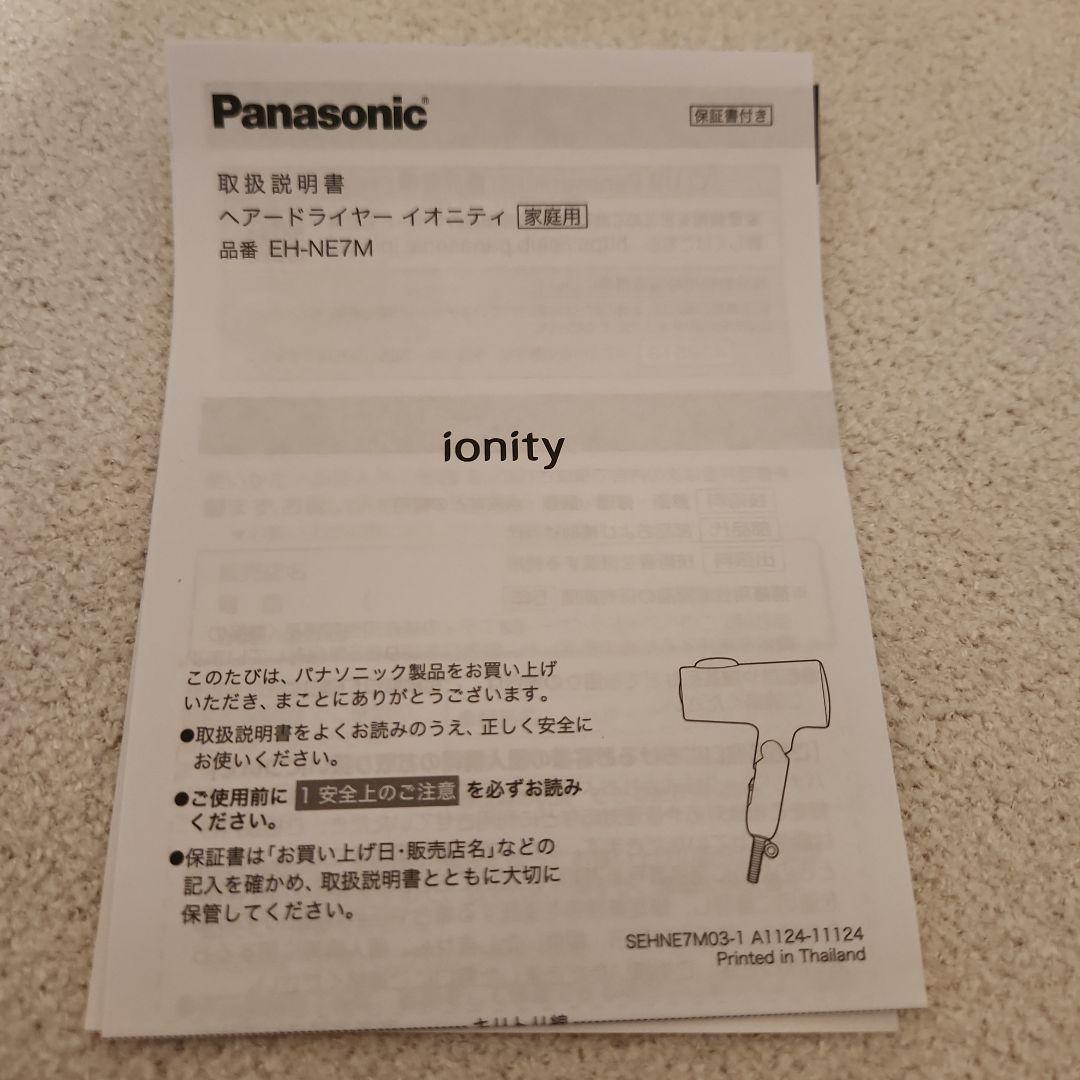 Panasonic®
保証書付き
取扱説明書
ヘアードライヤー イオニティ 家庭用
品番 EH-NE7M
ionity
このたびは、パナソニック製品をお買い上げ
いただき、まことにありがとうございます。
●取扱説明書をよくお読みのうえ、正しく安全に
お使いください。
●ご使用前に 1 安全上のご注意 を必ずお読み
ください。
●保証書は「お買い上げ日・販売店名」などの
記入を確かめ、取扱説明書とともに大切に
保管してください。
SEHNE7M03-1 A1124-11124
Printed in Thailand
キリトリ線